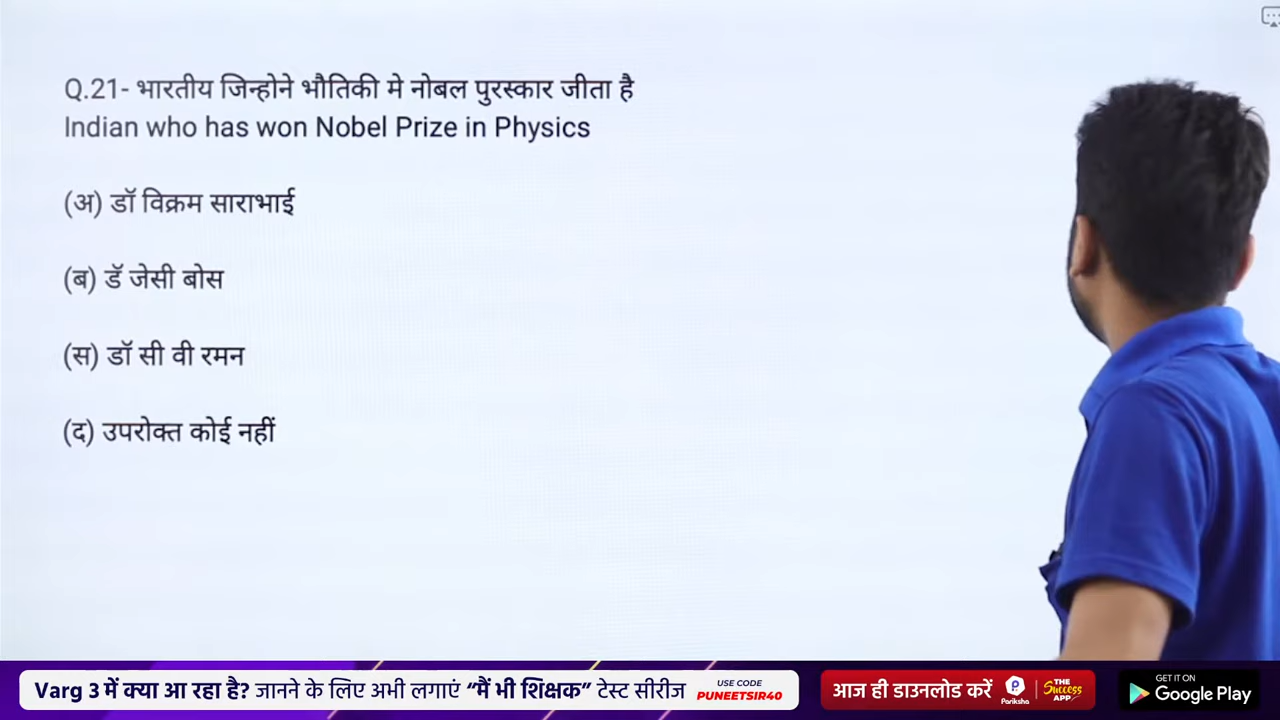 Q.21- भारतीय जिन्होने भौतिकी मे नोबल पुरस्कार जीता है
Indian who has won Nobel Prize in Physics
(अ) डॉ विक्रम साराभाई
(ब) डॅ जेसी बोस
(स) डॉ सी वी रमन
(द) उपरोक्त कोई नहीं
Varg 3 में क्या आ रहा है? जानने के लिए अभी लगाएं “मैं भी शिक्षक” टेस्ट सीरीज
USE CODE
PUNEETSIR40
आज ही डाउनलोड करें
Pariksha
THE
Success
APP
GET IT ON
Google Play